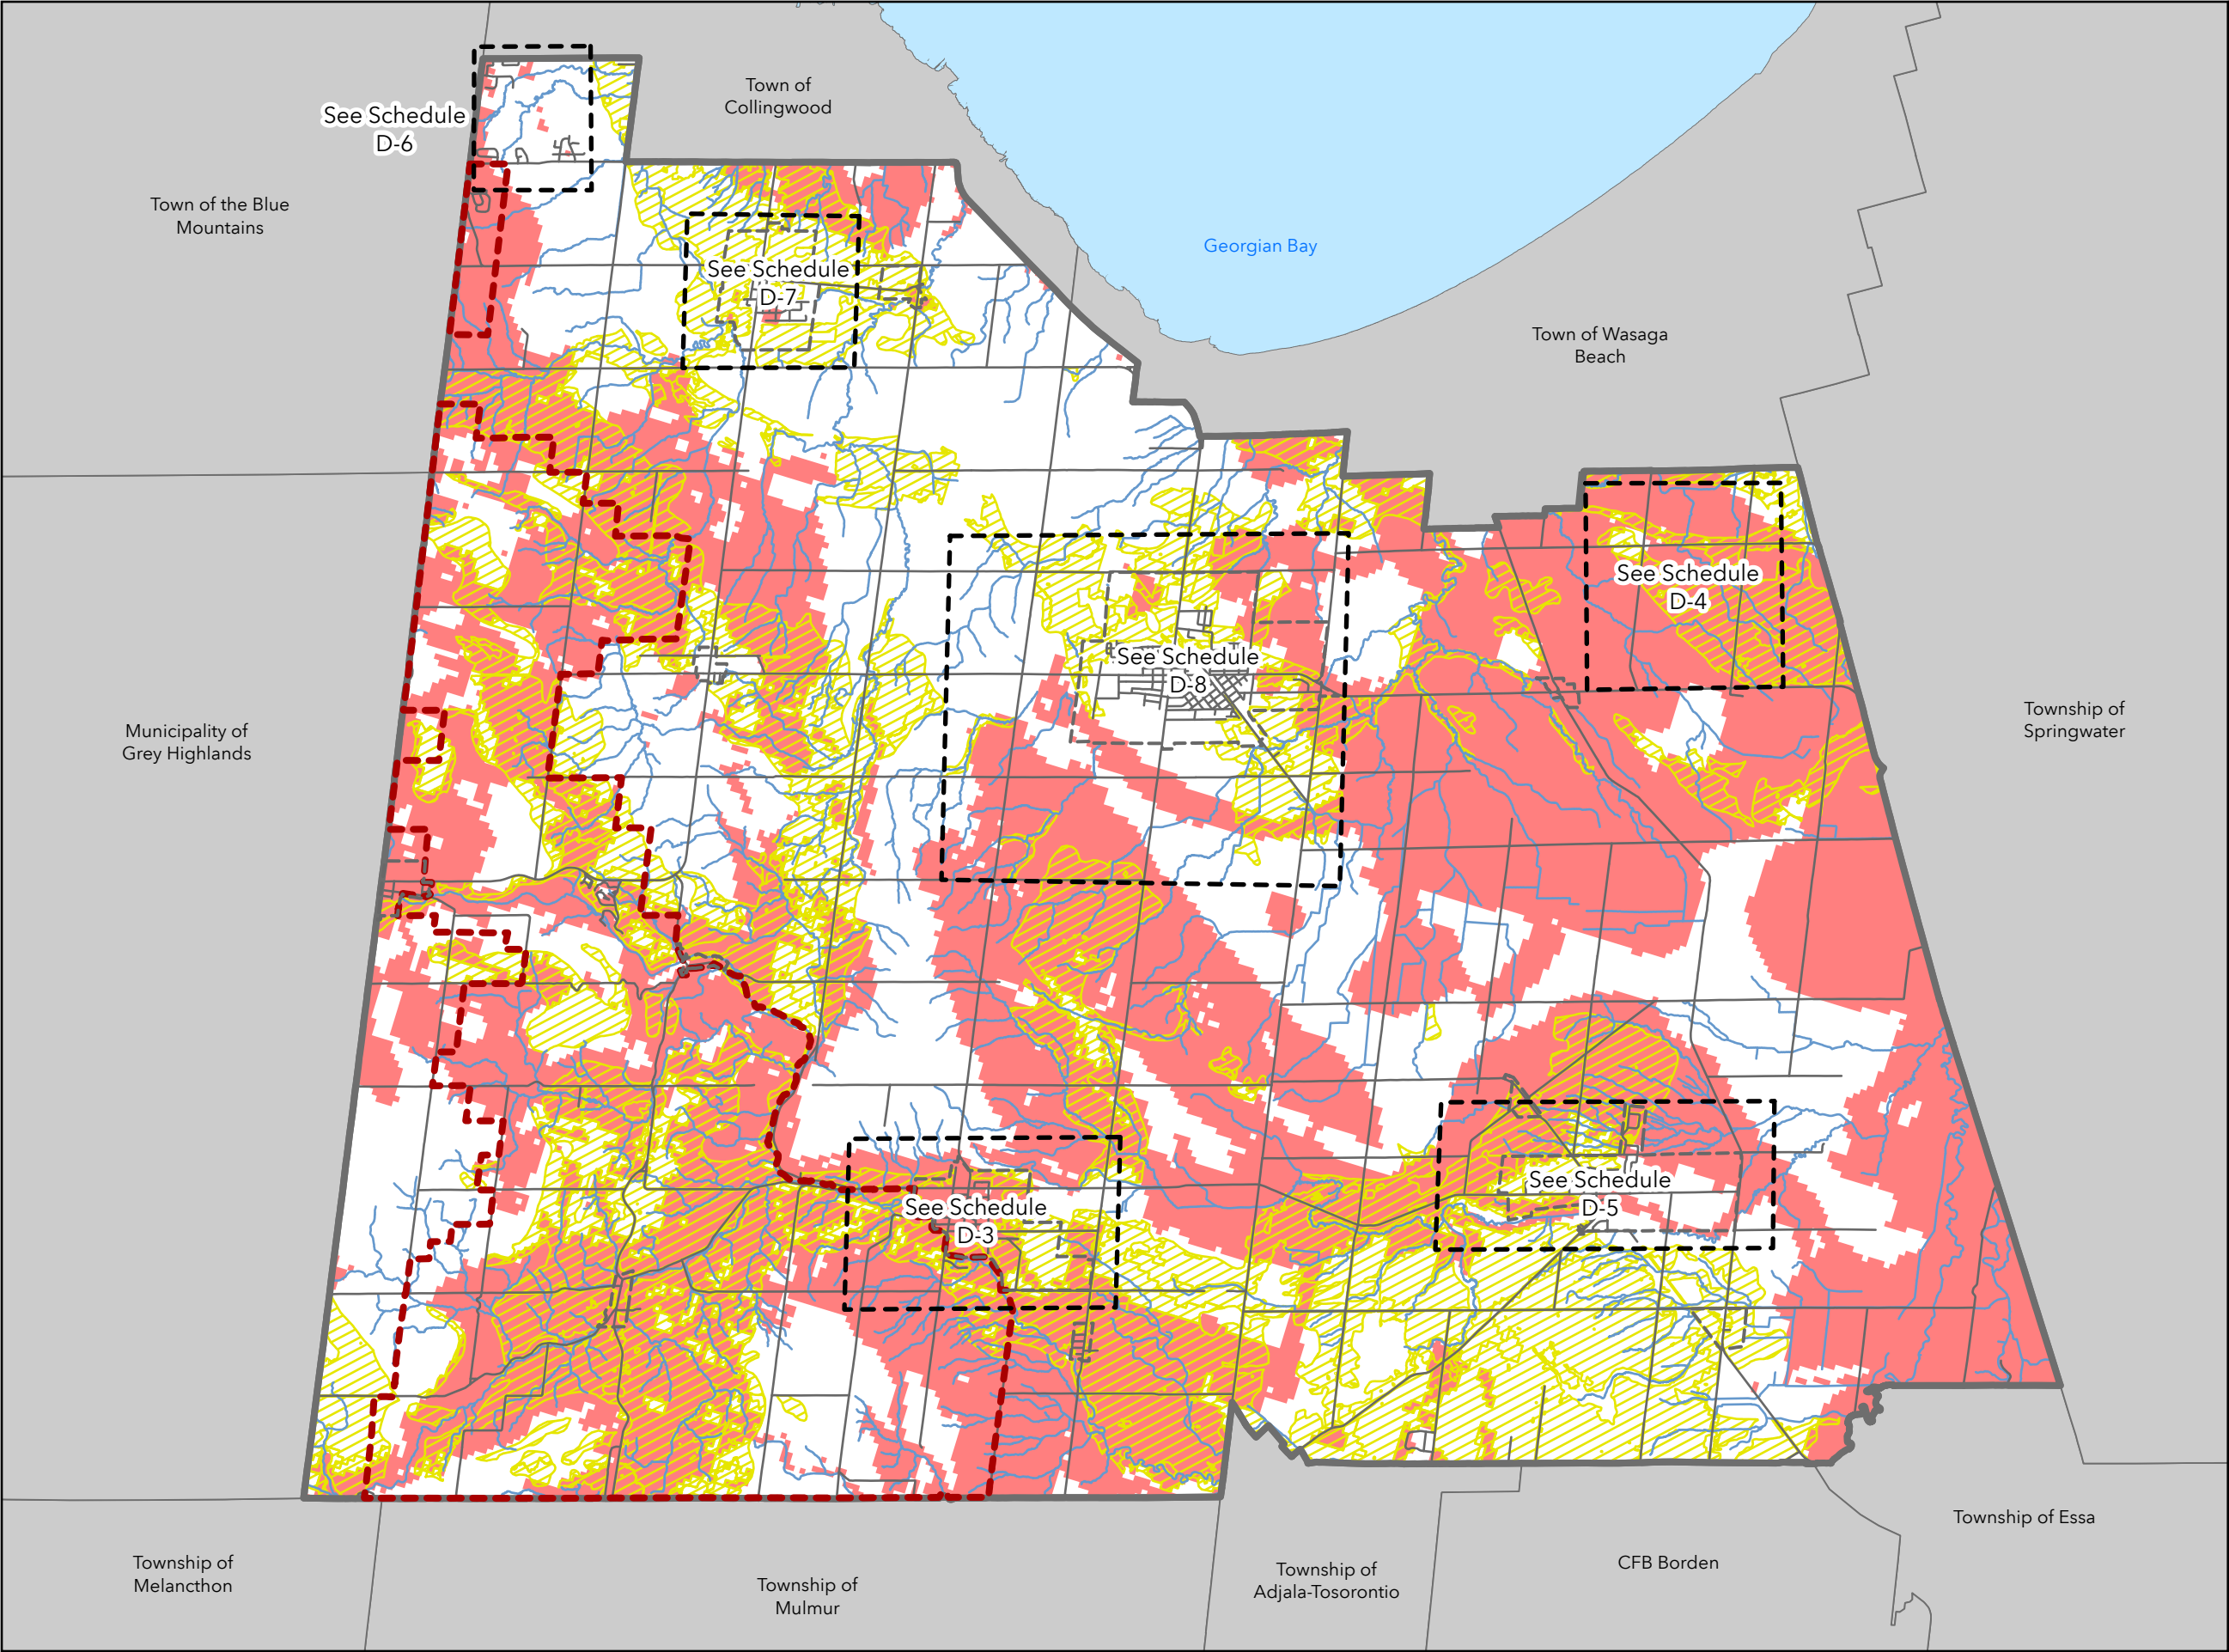 Town of
Collingwood
See Schedule
D-6
Town of the Blue
Mountains
Georgian Bay
See Schedule
D-7
Town of Wasaga
Beach
See Schedule
D-4
See Schedule
D-8
Township of
Springwater
Municipality of
Grey Highlands
See Schedule
D-5
See Schedule
D-3
Township of Essa
Township of
Melancthon
Township of
Mulmur
Township of
Adjala-Tosorontio
CFB Borden